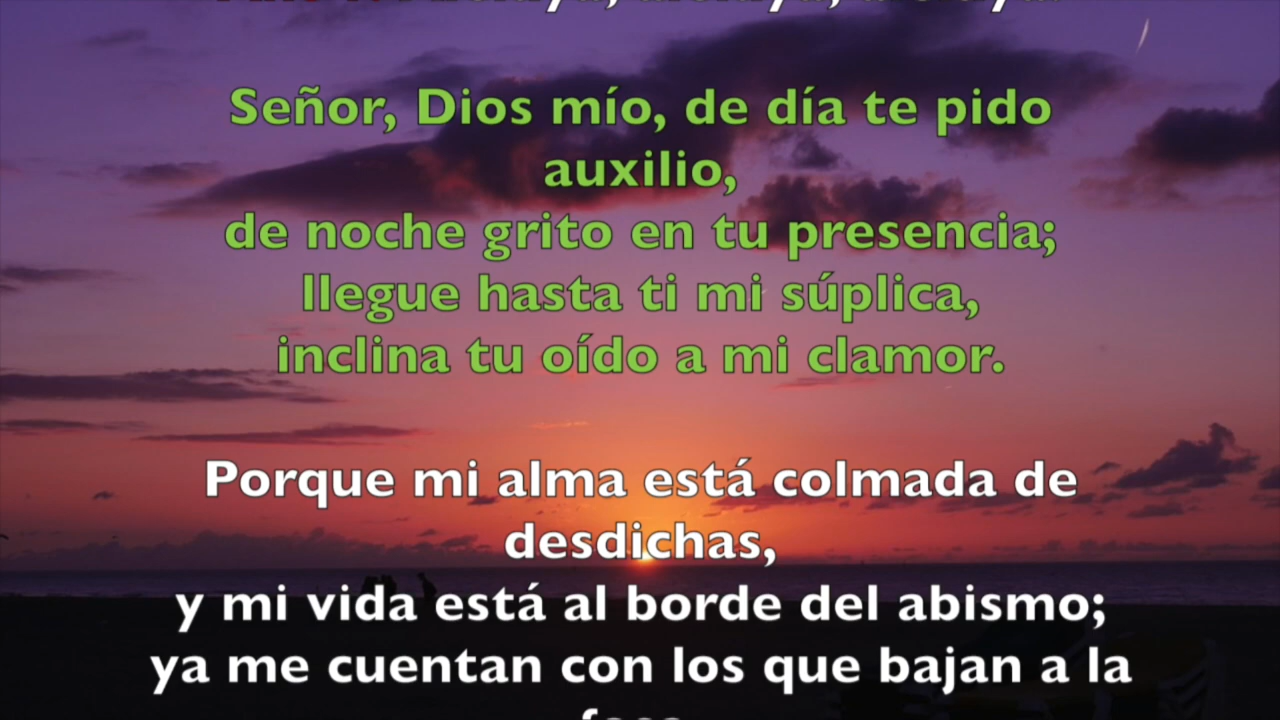 Señor, Dios mío, de día te pido
auxilio,
de noche grito en tu presencia;
llegue hasta ti mi súplica,
inclina tu oído a mi clamor.
Porque mi alma está colmada de
desdichas,
y mi vida está al borde del abismo;
ya me cuentan con los que bajan a la